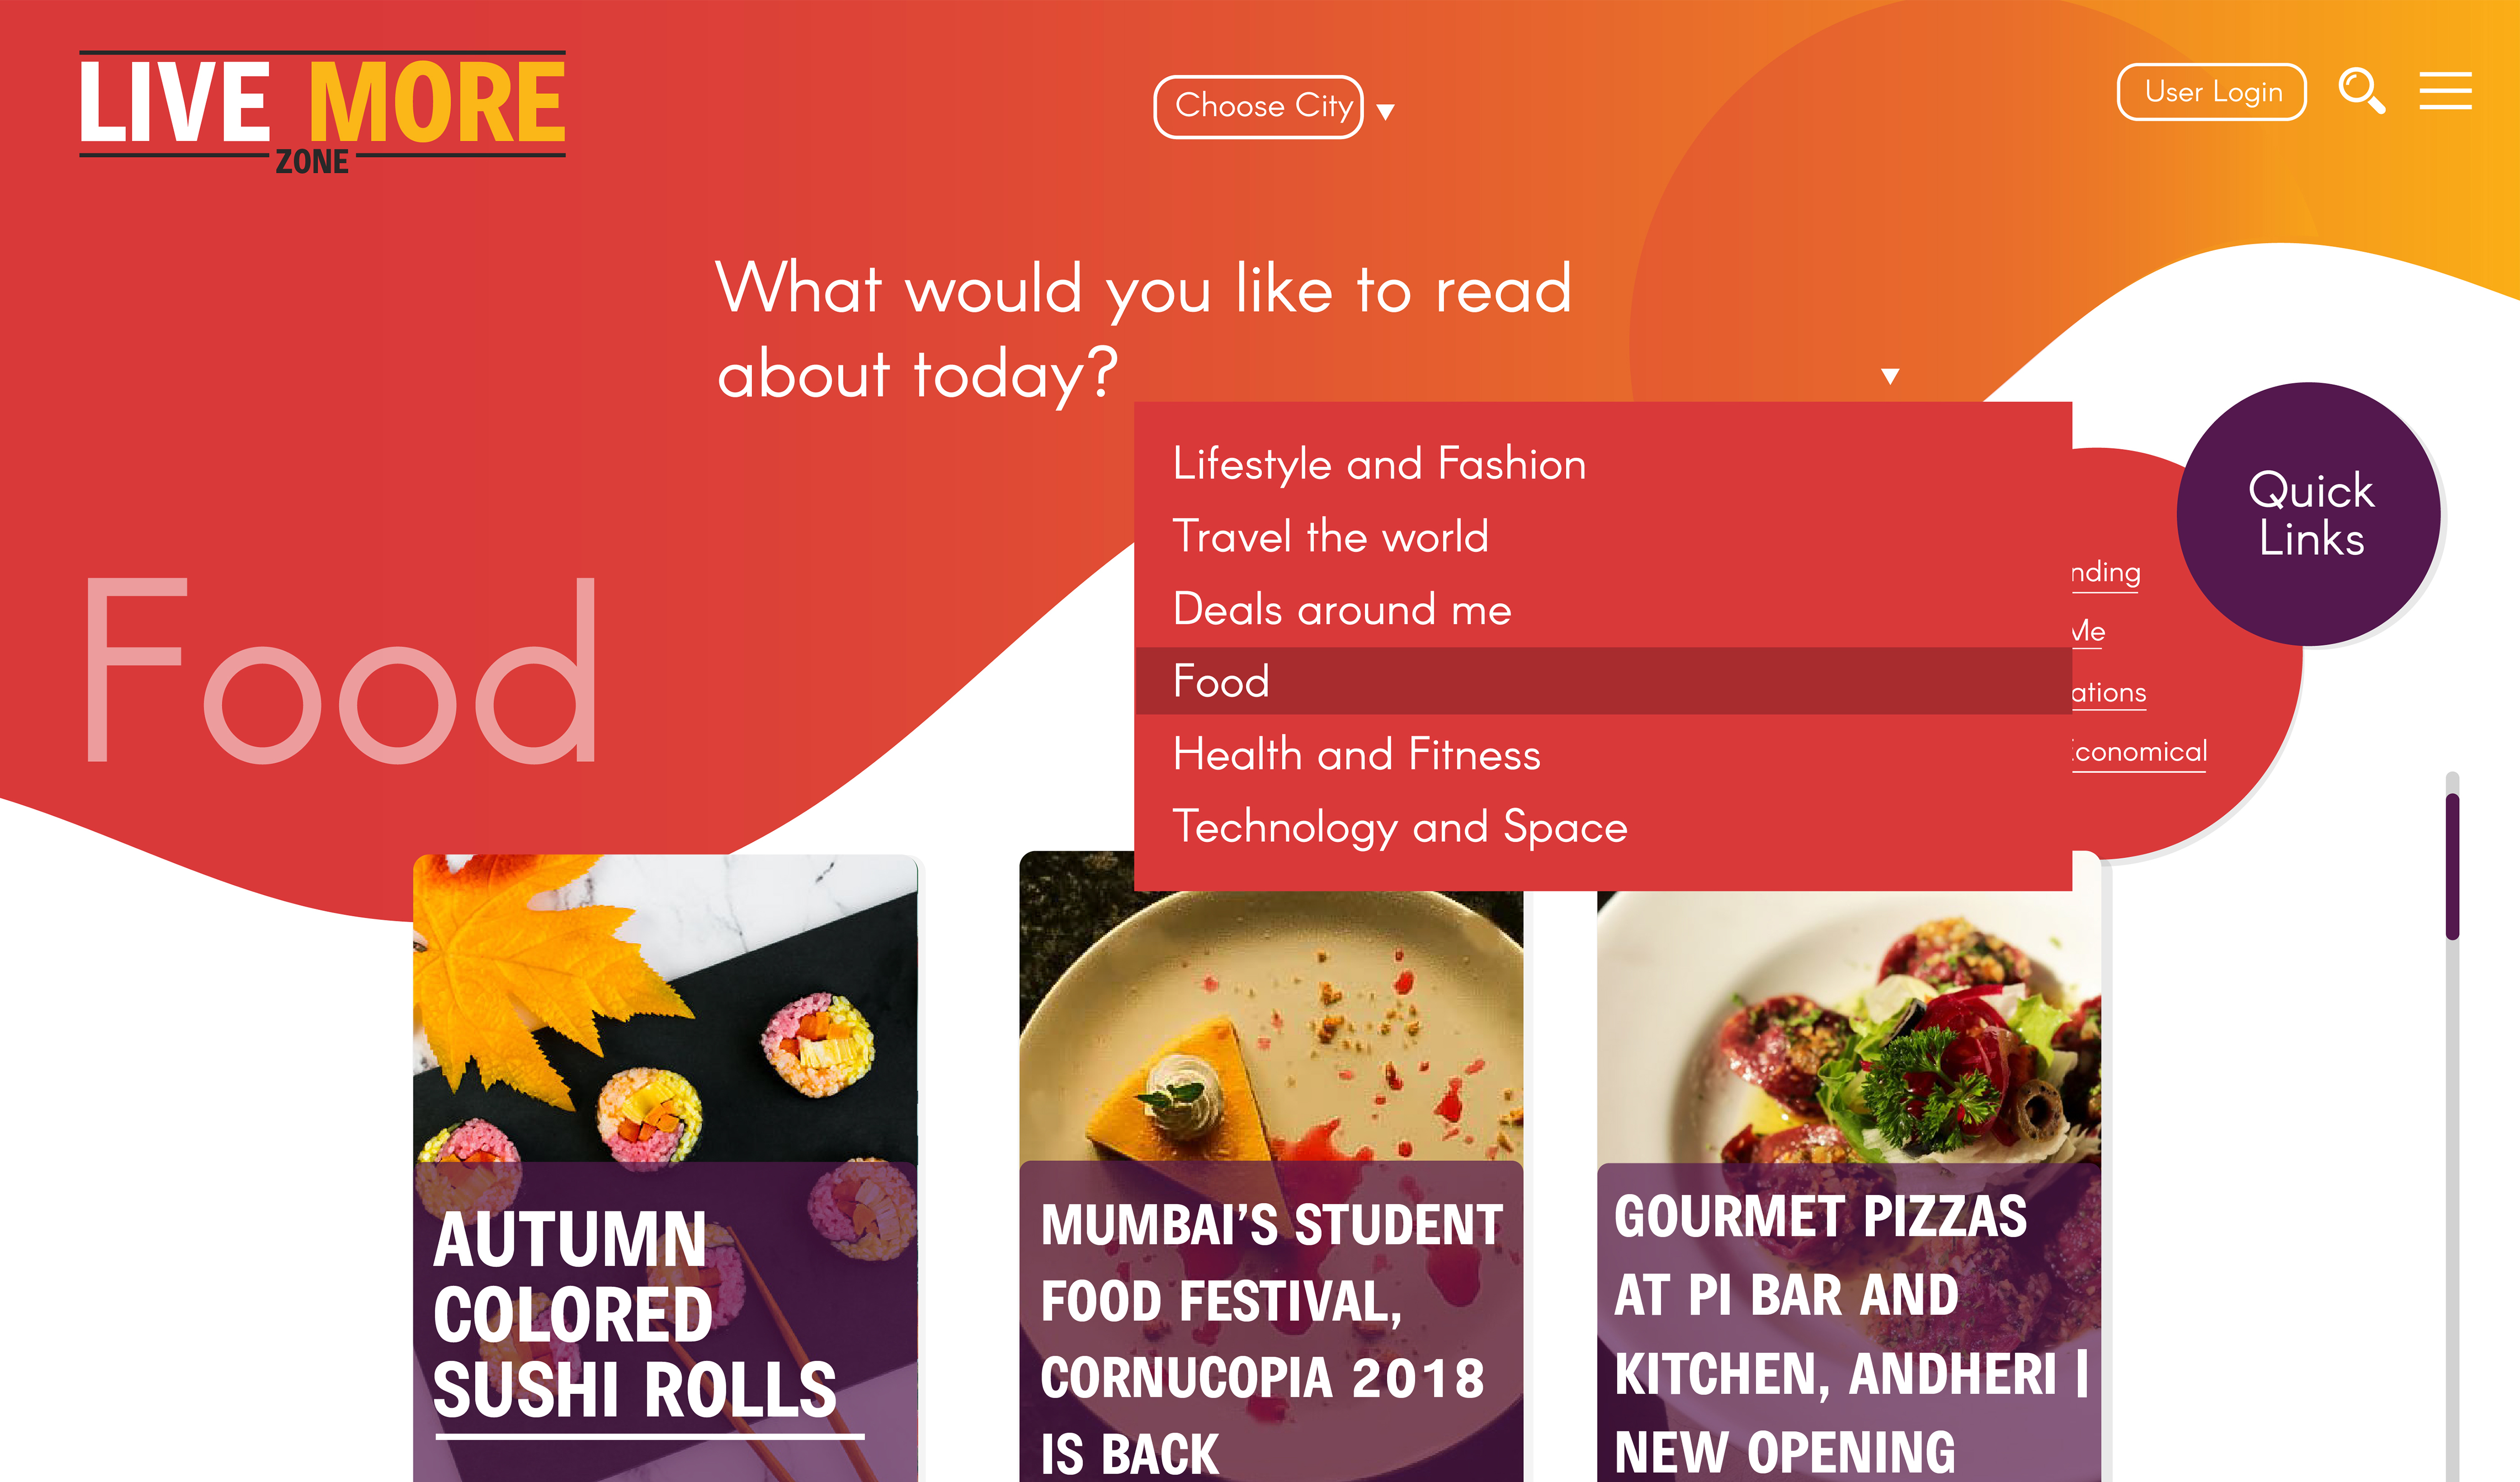 LIVE MORE
ZONE
Choose City
User Login
What would you like to read
about today?
Lifestyle and Fashion
Travel the world
Deals around me
Food
Health and Fitness
Technology and Space
Quick
Links
nding
Me
ations
Economical
Food
AUTUMN
COLORED
SUSHI ROLLS
MUMBAI’S STUDENT
FOOD FESTIVAL,
CORNUCOPIA 2018
IS BACK
GOURMET PIZZAS
AT PI BAR AND
KITCHEN, ANDHERI |
NEW OPENING